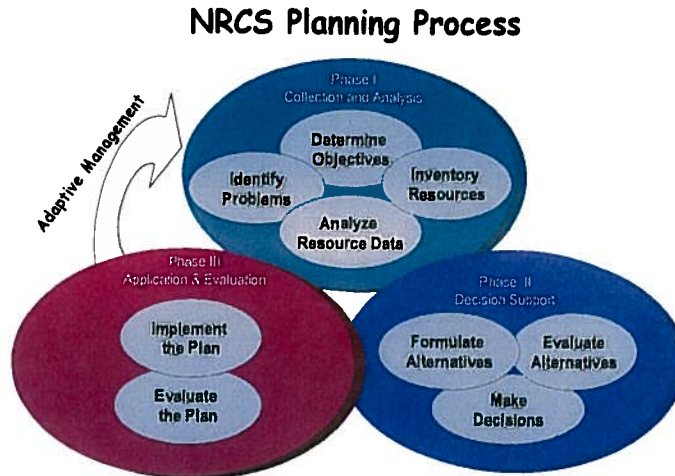 NRCS Planning Process
Adaptive Management
Phase I
Collection and Analysis
Determine
Objectives
Identify
Problems
Inventory
Resources
Analyze
Resource Data
Phase III
Application & Evaluation
Implement
the Plan
Evaluate
the Plan
Phase II
Decision Support
Formulate
Alternatives
Evaluate
Alternatives
Make
Decisions